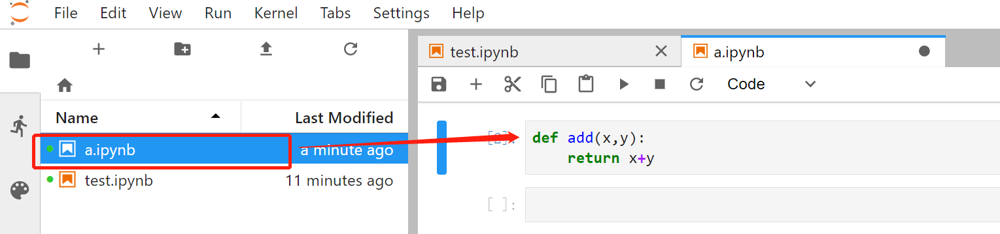 File Edit View Run Kernel Tabs Settings Help
test.ipynb
a.ipynb
Code
Name Last Modified
a.ipynb a minute ago
test.ipynb 11 minutes ago
[2]: def add(x,y):
return x+y
[ ]: